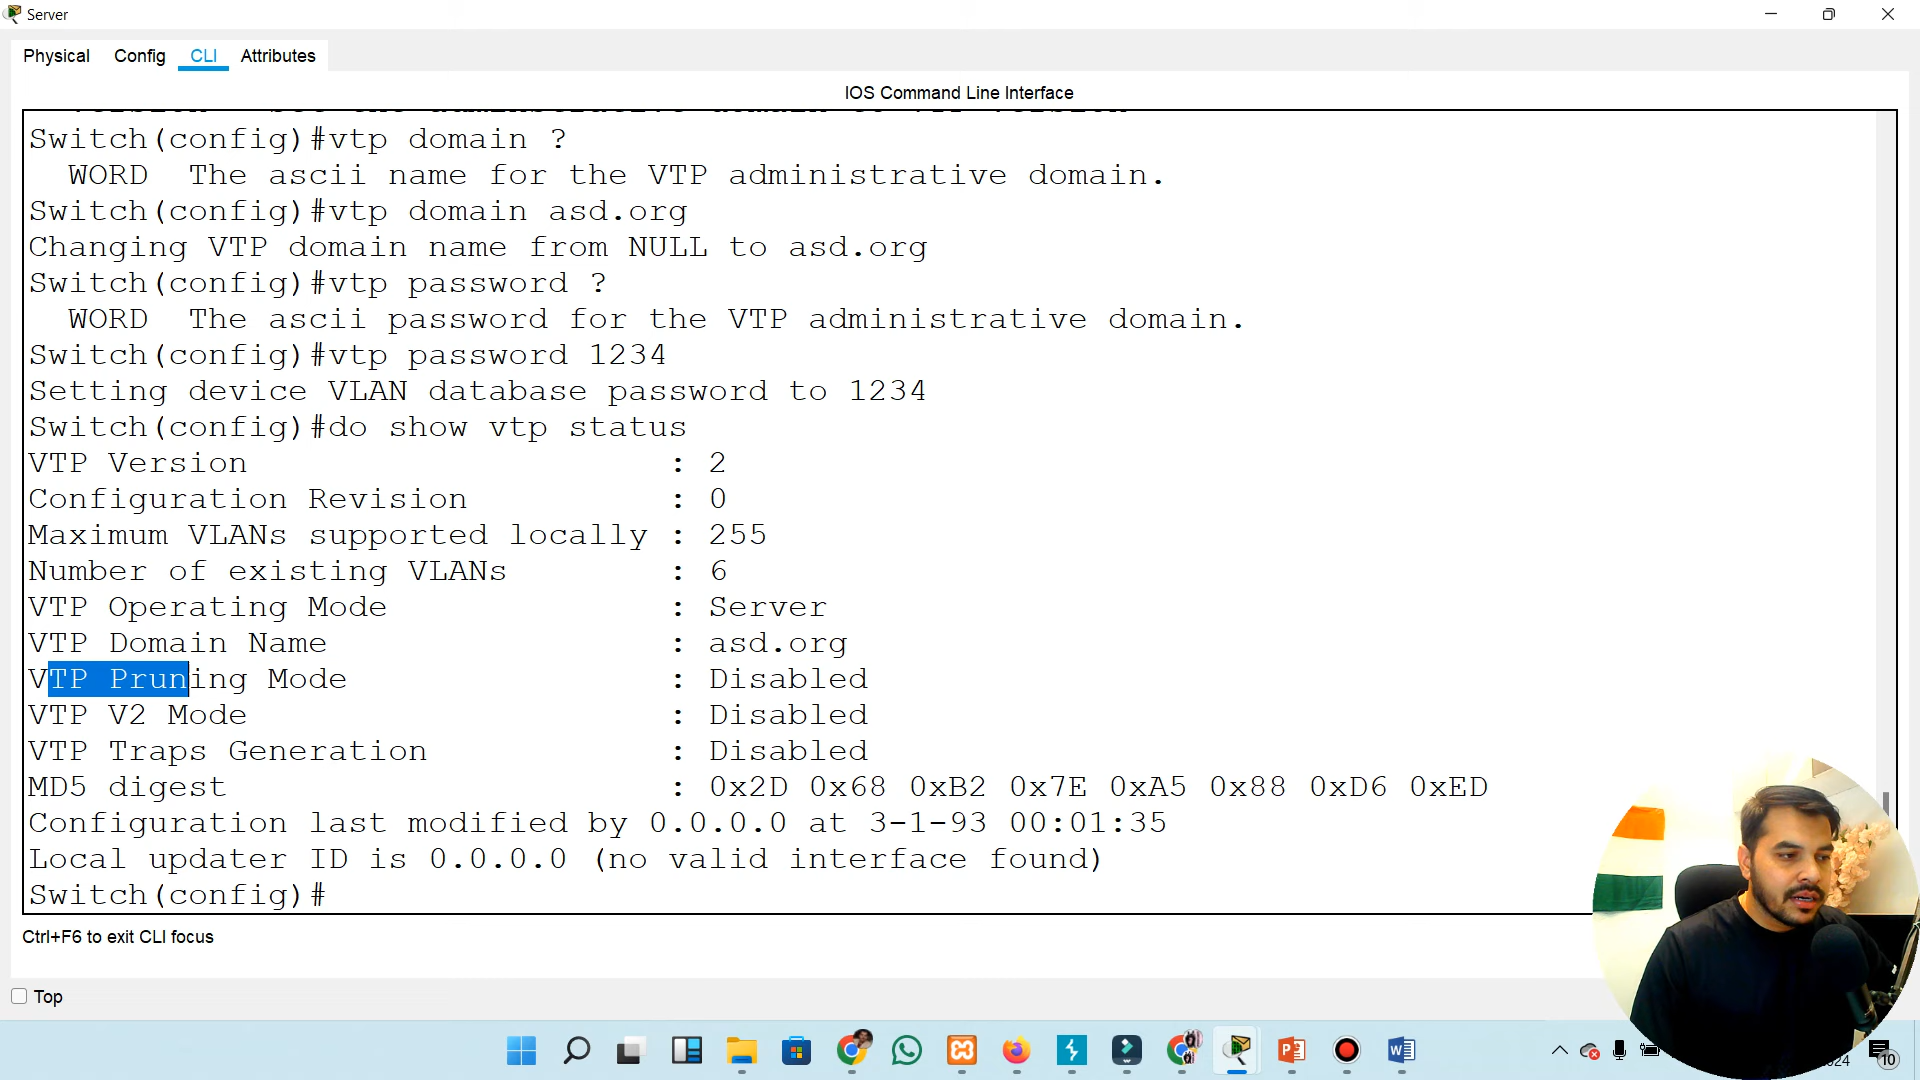 Server
Physical Config CLI Attributes
IOS Command Line Interface
Switch(config)#vtp domain ?
WORD The ascii name for the VTP administrative domain.
Switch(config)#vtp domain asd.org
Changing VTP domain name from NULL to asd.org
Switch(config)#vtp password ?
WORD The ascii password for the VTP administrative domain.
Switch(config)#vtp password 1234
Setting device VLAN database password to 1234
Switch(config)#do show vtp status
VTP Version : 2
Configuration Revision : 0
Maximum VLANs supported locally : 255
Number of existing VLANs : 6
VTP Operating Mode : Server
VTP Domain Name : asd.org
VTP Pruning Mode : Disabled
VTP V2 Mode : Disabled
VTP Traps Generation : Disabled
MD5 digest : 0x2D 0x68 0xB2 0x7E 0xA5 0x88 0xD6 0xED
Configuration last modified by 0.0.0.0 at 3-1-93 00:01:35
Local updater ID is 0.0.0.0 (no valid interface found)
Switch(config)#
Ctrl+F6 to exit CLI focus
Top
10